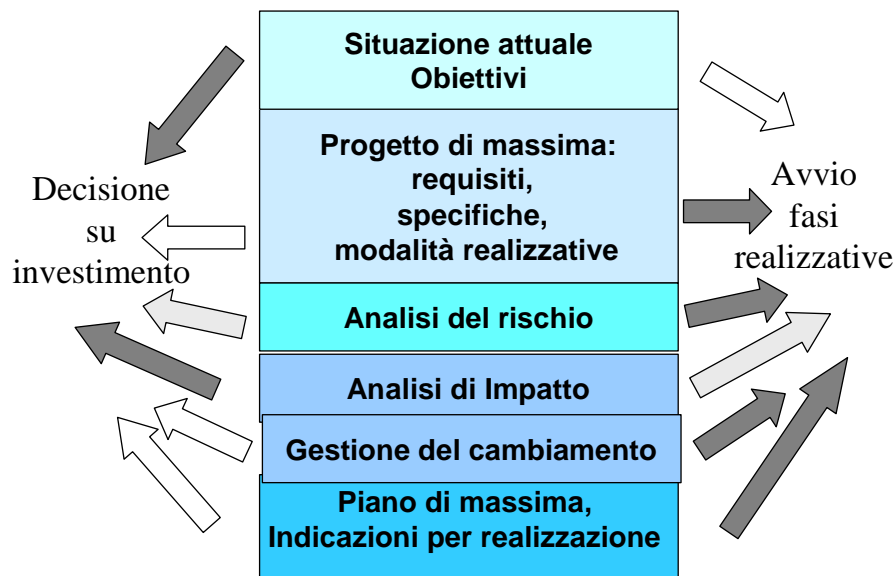 Situazione attuale
Obiettivi
Progetto di massima:
requisiti,
specifiche,
modalità realizzative
Decisione
su
investimento
Avvio
fasi
realizzative
Analisi del rischio
Analisi di Impatto
Gestione del cambiamento
Piano di massima,
Indicazioni per realizzazione